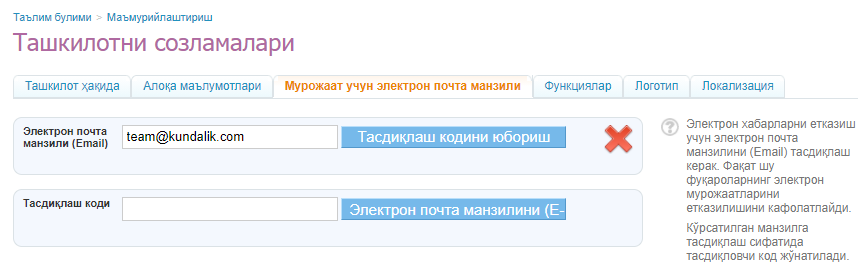 Таълим булими > Маъмурийлаштириш
Ташкилотни созламалари
Ташкилот ҳақида Алоқа маълумотлари Мурожаат учун электрон почта манзили Функциялар Логотип Локализация
Электрон почта
манзили (Email)
team@kundalik.com
Тасдиқлаш кодини юбориш
Тасдиқлаш коди
Электрон почта манзилини (E-
Электрон хабарларни етказиш
учун электрон почта
манзилини (Email) тасдиқлаш
керак. Фақат шу
фуқароларнинг электрон
мурожаатларини
етказилишини кафолатлайди.
Кўрсатилган манзилга
тасдиқлаш сифатида
тасдиқловчи код жўнатилади.